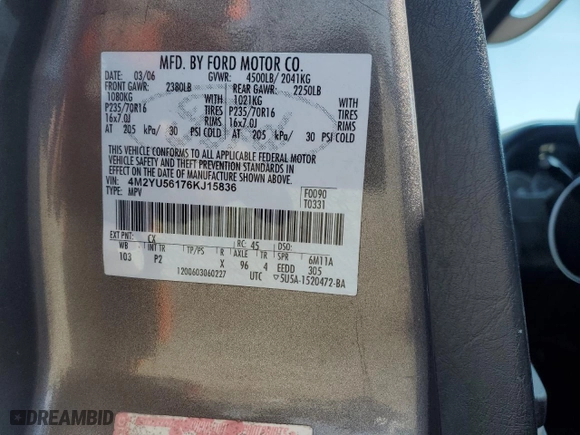 MFD. BY FORD MOTOR CO.
03/06 GVWR: 4500LB/ 2041KG
FRONT GAWR: 2380LB REAR GAWR: 2250LB
1080KG WITH 1021KG WITH
P235/70R16 TIRES P235/70R16 TIRES
16x7.0J RIMS 16x7.0J RIMS
AT 205 kPa/ 30 PSI COLD AT 205 kPa/ 30 PSI COLD
THIS VEHICLE CONFORMS TO ALL APPLICABLE FEDERAL MOTOR
VEHICLE SAFETY AND THEFT PREVENTION STANDARDS IN
EFFECT ON THE DATE OF MANUFACTURE SHOWN ABOVE.
VIN: 4M2YU56176KJ15836 F0090
TYPE: MPV T0331
EXT PNT: CX RC: 45 DSO:
WB INT TR TP/PS R AXLE TR SPR 6M11A
103 P2 X 96 4 EEDD 305
1200603060227 UTC 5U5A-1520472-BA
DREAMBID